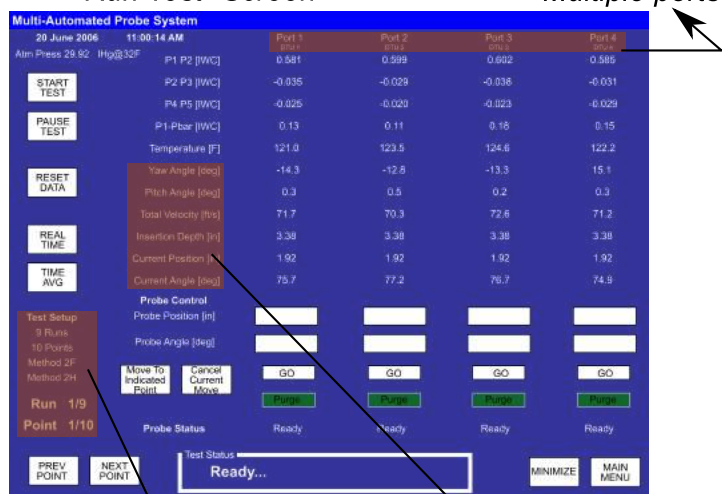 "Run Test" Screen Multiple ports
Multi-Automated Probe System
20 June 2006 11:00:14 AM Port 1 Port 2 Port 3 Port 4
DTU 1 DTU 2 DTU 3 DTU 4
Atm Press 29.92 IHg@32F
P1 P2 [IWC] 0.581 0.599 0.602 0.585
START TEST
P2 P3 [IWC] -0.035 -0.029 -0.036 -0.031
P4 P5 [IWC] -0.025 -0.020 -0.023 -0.029
PAUSE TEST
P1-Pbar [IWC] 0.13 0.11 0.16 0.15
Temperature [F] 121.0 123.5 124.6 122.2
Yaw Angle [deg] -14.3 -12.8 -13.3 15.1
RESET DATA
Pitch Angle [deg] 0.3 0.5 0.2 0.3
Total Velocity [ft/s] 71.7 70.3 72.6 71.2
REAL TIME
Insertion Depth [in] 3.38 3.38 3.38 3.38
Current Position [in] 1.92 1.92 1.92 1.92
TIME AVG
Current Angle [deg] 75.7 77.2 76.7 74.9
Probe Control
Test Setup
Probe Position [in]
9 Runs
10 Points
Probe Angle [deg]
Method 2F
Method 2H
Move To Indicated Point
Cancel Current Move
GO GO GO GO
Run 1/9
Purge Purge Purge Purge
Point 1/10
Probe Status Ready Ready Ready Ready
Test Status
PREV POINT
NEXT POINT
Ready...
MINIMIZE
MAIN MENU